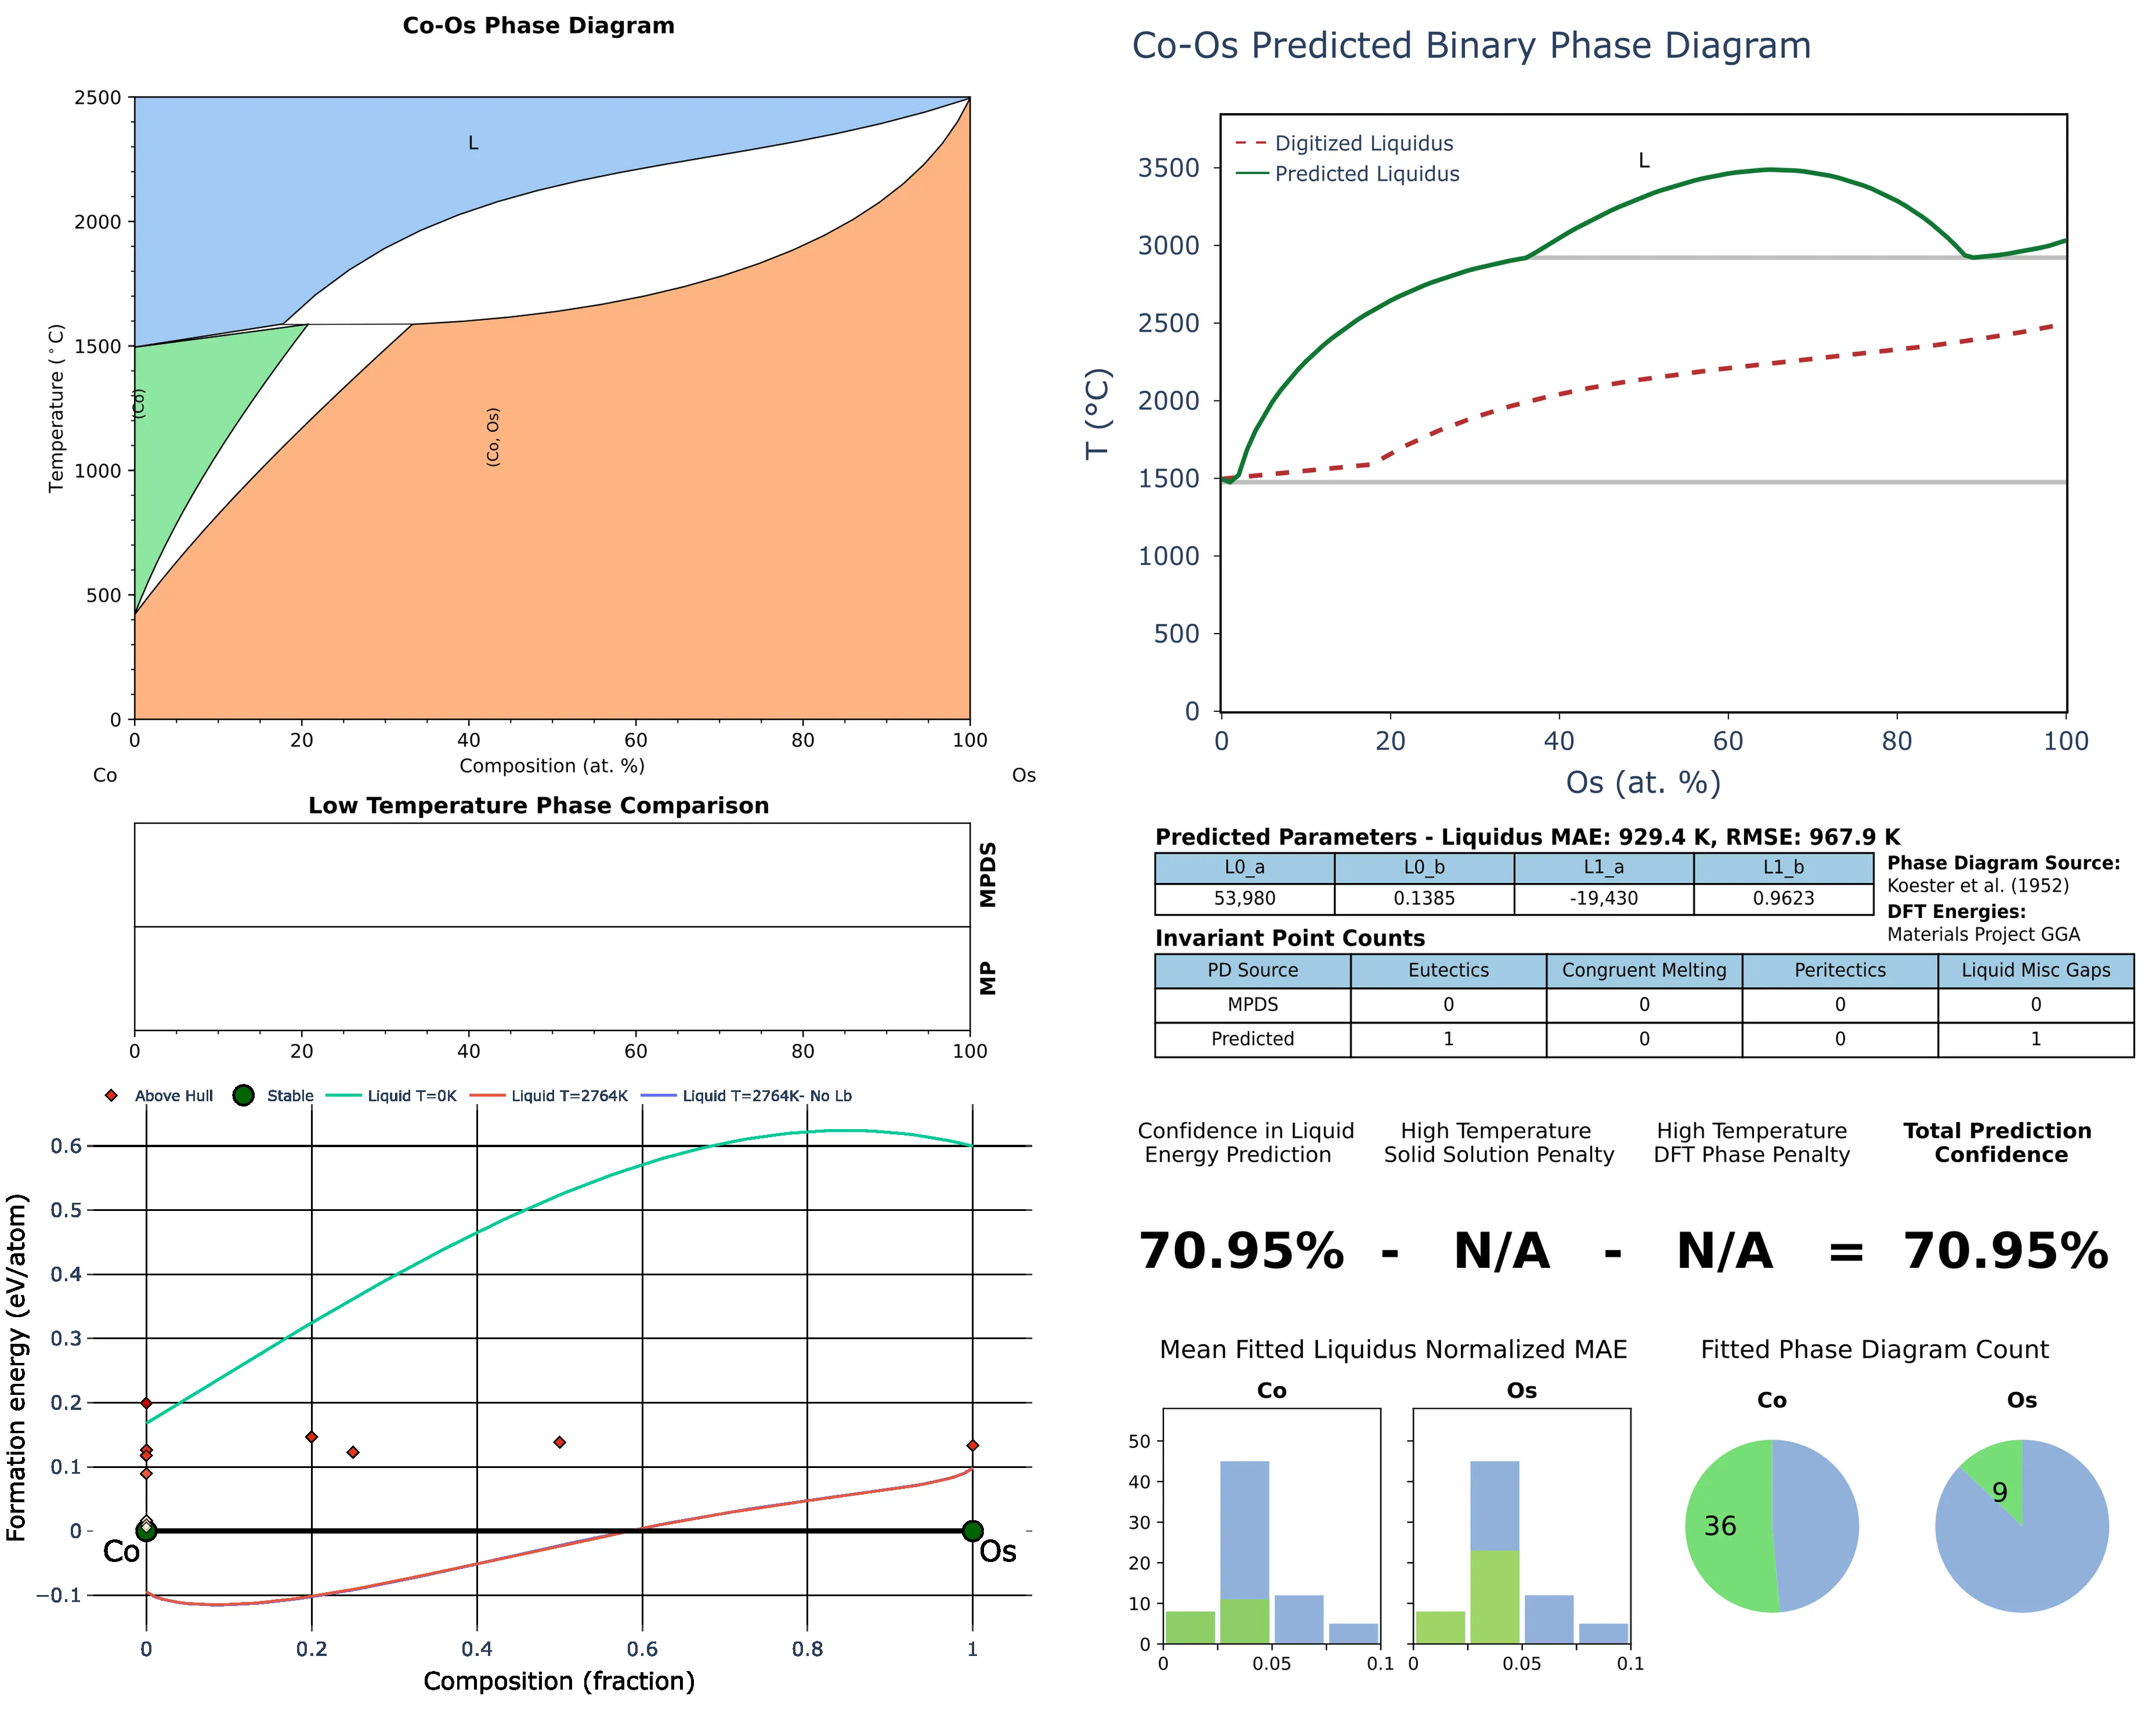 Co-Os Phase Diagram
2500
2000
1500
1000
500
0
Temperature (°C)
L
(Co)
(Co, Os)
0 20 40 60 80 100
Composition (at. %)
Co Os
Low Temperature Phase Comparison
MPDS
MP
0 20 40 60 80 100
Above Hull Stable Liquid T=0K Liquid T=2764K Liquid T=2764K- No Lb
0.6
0.5
0.4
0.3
0.2
0.1
0
−0.1
Formation energy (eV/atom)
Co Os
0 0.2 0.4 0.6 0.8 1
Composition (fraction)
Co-Os Predicted Binary Phase Diagram
Digitized Liquidus
Predicted Liquidus
L
3500
3000
2500
2000
1500
1000
500
0
T (°C)
0 20 40 60 80 100
Os (at. %)
Predicted Parameters - Liquidus MAE: 929.4 K, RMSE: 967.9 K
L0_a L0_b L1_a L1_b
53,980 0.1385 -19,430 0.9623
Phase Diagram Source:
Koester et al. (1952)
DFT Energies:
Materials Project GGA
Invariant Point Counts
PD Source Eutectics Congruent Melting Peritectics Liquid Misc Gaps
MPDS 0 0 0 0
Predicted 1 0 0 1
Confidence in Liquid
Energy Prediction
High Temperature
Solid Solution Penalty
High Temperature
DFT Phase Penalty
Total Prediction
Confidence
70.95% - N/A - N/A = 70.95%
Mean Fitted Liquidus Normalized MAE
Co Os
50
40
30
20
10
0
0 0.05 0.1 0 0.05 0.1
Fitted Phase Diagram Count
Co Os
36 9